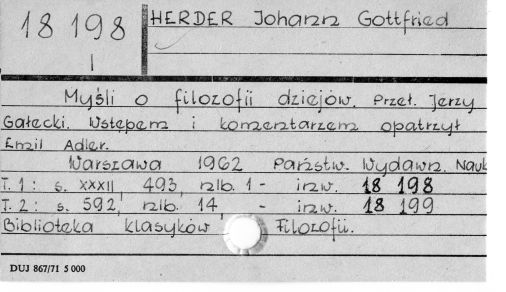 18 198 HERDER Johann Gottfried
I
Myśli o filozofii dziejów. Przeł. Jerzy
Gałecki. Wstępem i komentarzem opatrzył
Emil Adler.
Warszawa 1962 Państw. Wydawn. Nauk
T. 1: s. XXXII, 493, nlb. 1 - inw. 18 198
T. 2: s. 592, nlb. 14, - inw. 18 199
Biblioteka klasyków Filozofii.
DUJ 867/71 5 000